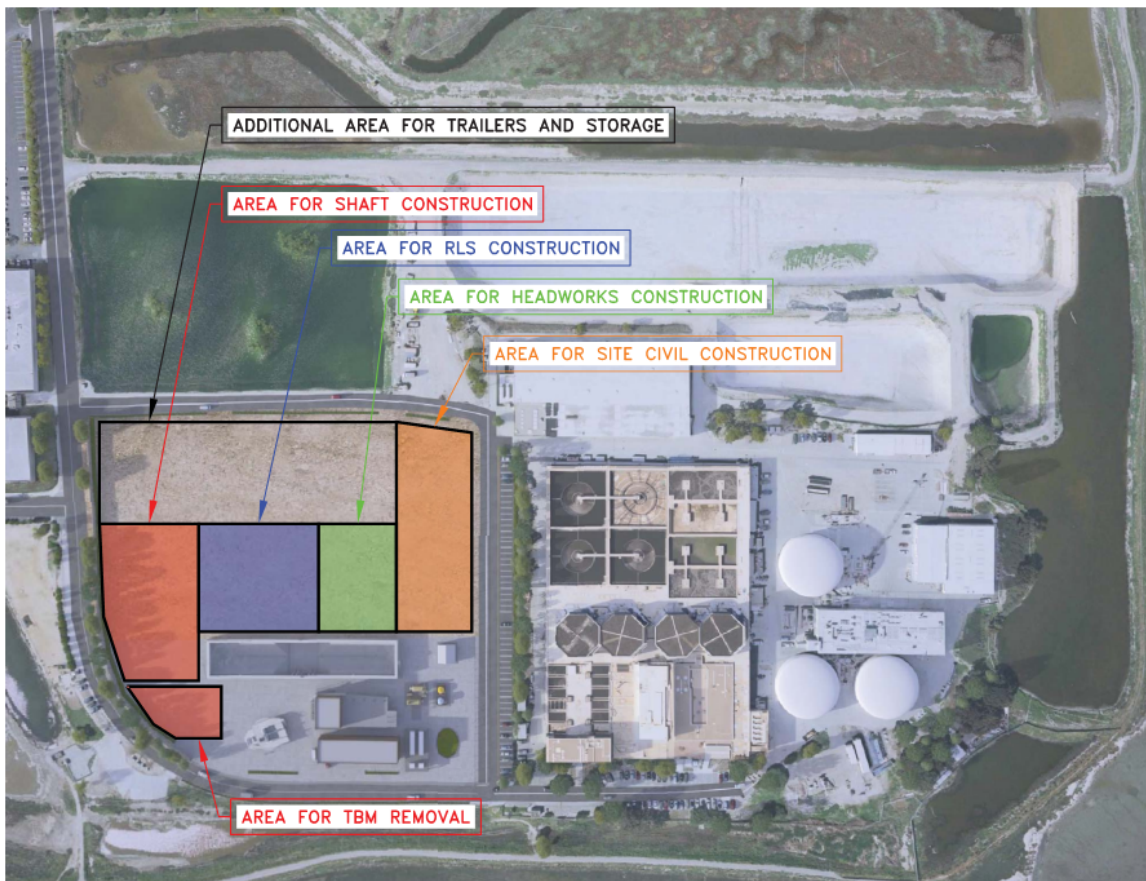 ADDITIONAL AREA FOR TRAILERS AND STORAGE
AREA FOR SHAFT CONSTRUCTION
AREA FOR RLS CONSTRUCTION
AREA FOR HEADWORKS CONSTRUCTION
AREA FOR SITE CIVIL CONSTRUCTION
AREA FOR TBM REMOVAL